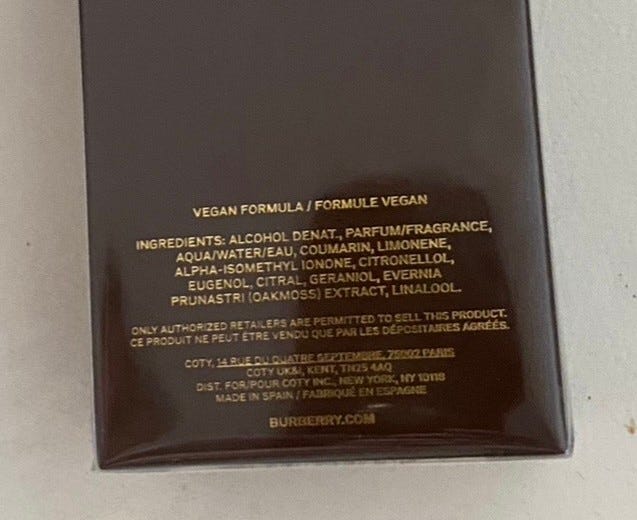 VEGAN FORMULA / FORMULE VEGAN
INGREDIENTS: ALCOHOL DENAT., PARFUM/FRAGRANCE,
AQUA/WATER/EAU, COUMARIN, LIMONENE,
ALPHA-ISOMETHYL IONONE, CITRONELLOL,
EUGENOL, CITRAL, GERANIOL, EVERNIA
PRUNASTRI (OAKMOSS) EXTRACT, LINALOOL.
ONLY AUTHORIZED RETAILERS ARE PERMITTED TO SELL THIS PRODUCT.
CE PRODUIT NE PEUT ÊTRE VENDU QUE PAR LES DÉPOSITAIRES AGRÉÉS.
COTY, 14 RUE DU QUATRE SEPTEMBRE, 75002 PARIS
COTY UK&I, KENT, TN25 4AQ
DIST. FOR/POUR COTY INC., NEW YORK, NY 10118
MADE IN SPAIN / FABRIQUÉ EN ESPAGNE
BURBERRY.COM